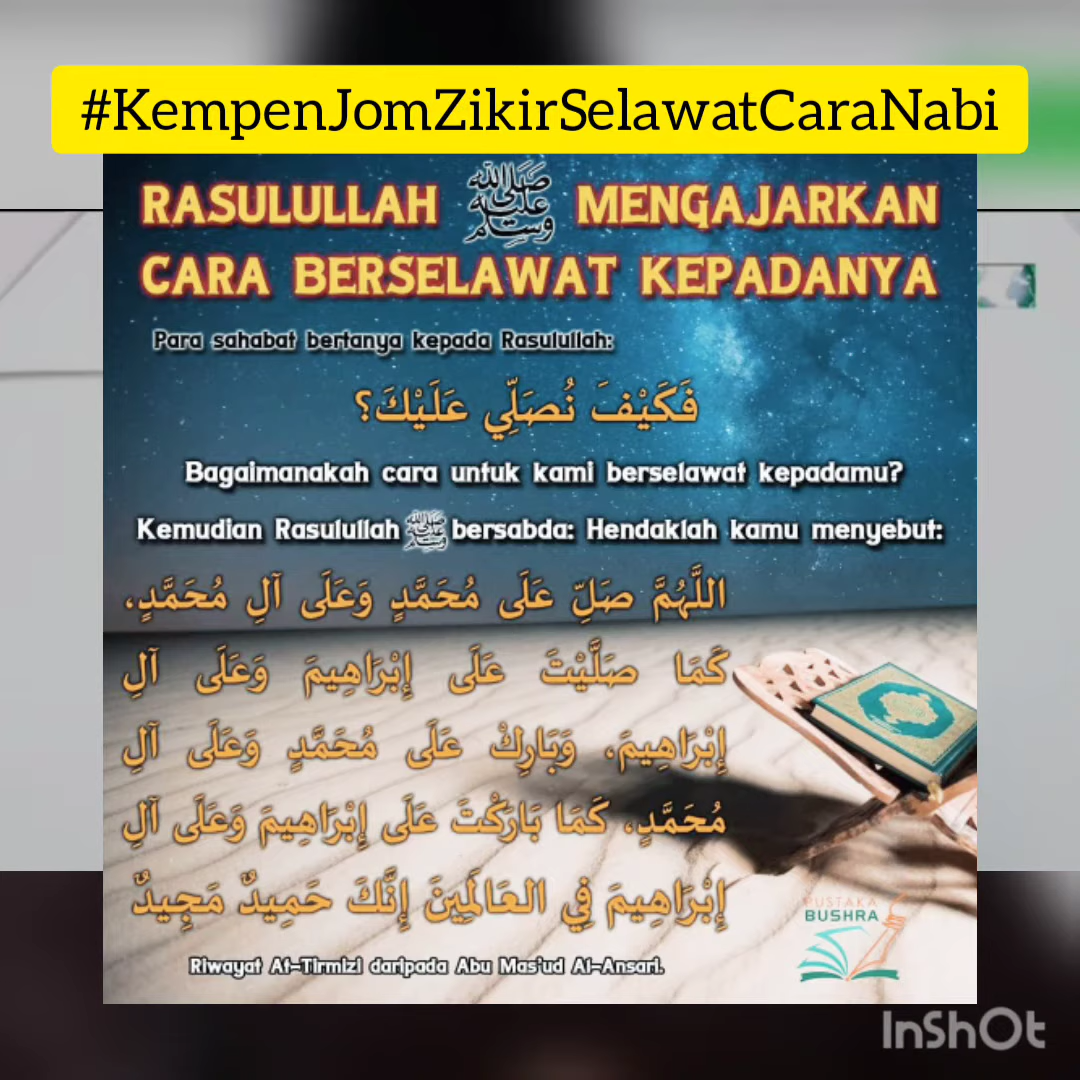 #KempenJomZikirSelawatCaraNabi
RASULULLAH ﷺ MENGAJARKAN
CARA BERSELAWAT KEPADANYA
Para sahabat bertanya kepada Rasulullah:
فَكَيْفَ نُصَلِّي عَلَيْكَ؟
Bagaimanakah cara untuk kami berselawat kepadamu?
Kemudian Rasulullah ﷺ bersabda: Hendaklah kamu menyebut:
اللَّهُمَّ صَلِّ عَلَى مُحَمَّدٍ وَعَلَى آلِ مُحَمَّدٍ،
كَمَا صَلَّيْتَ عَلَى إِبْرَاهِيمَ وَعَلَى آلِ
إِبْرَاهِيمَ، وَبَارِكْ عَلَى مُحَمَّدٍ وَعَلَى آلِ
مُحَمَّدٍ، كَمَا بَارَكْتَ عَلَى إِبْرَاهِيمَ وَعَلَى آلِ
إِبْرَاهِيمَ فِي العَالَمِينَ إِنَّكَ حَمِيدٌ مَجِيدٌ
Riwayat At-Tirmizi daripada Abu Mas'ud Al-Ansari.
PUSTAKA
BUSHRA
InShOt